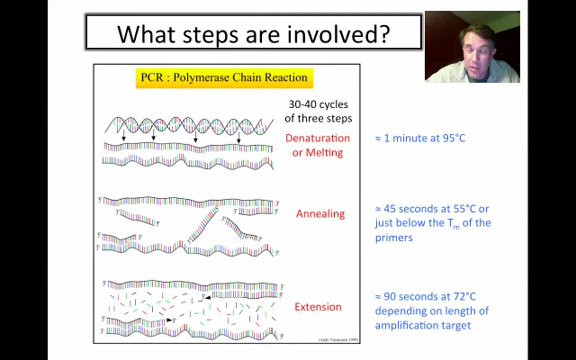 What steps are involved?
PCR : Polymerase Chain Reaction
30-40 cycles
of three steps
Denaturation
or Melting
≈ 1 minute at 95°C
5'
3'
Annealing
≈ 45 seconds at 55°C or
just below the Tm of the
primers
Extension
≈ 90 seconds at 72°C
depending on length of
amplification target